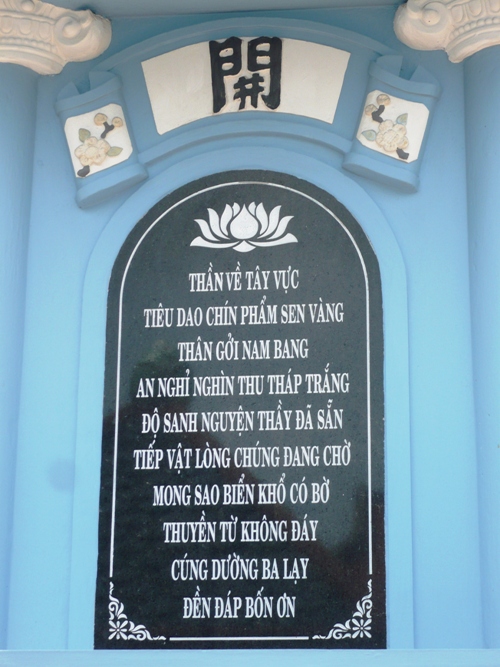 開
THẦN VỀ TÂY VỰC
TIÊU DAO CHÍN PHẨM SEN VÀNG
THÂN GỞI NAM BANG
AN NGHỈ NGHÌN THU THÁP TRẮNG
ĐỘ SANH NGUYỆN THẦY ĐÃ SẴN
TIẾP VẬT LÒNG CHÚNG ĐANG CHỜ
MONG SAO BIỂN KHỔ CÓ BỜ
THUYỀN TỪ KHÔNG ĐÁY
CÚNG DƯỜNG BA LẠY
ĐỀN ĐÁP BỐN ƠN